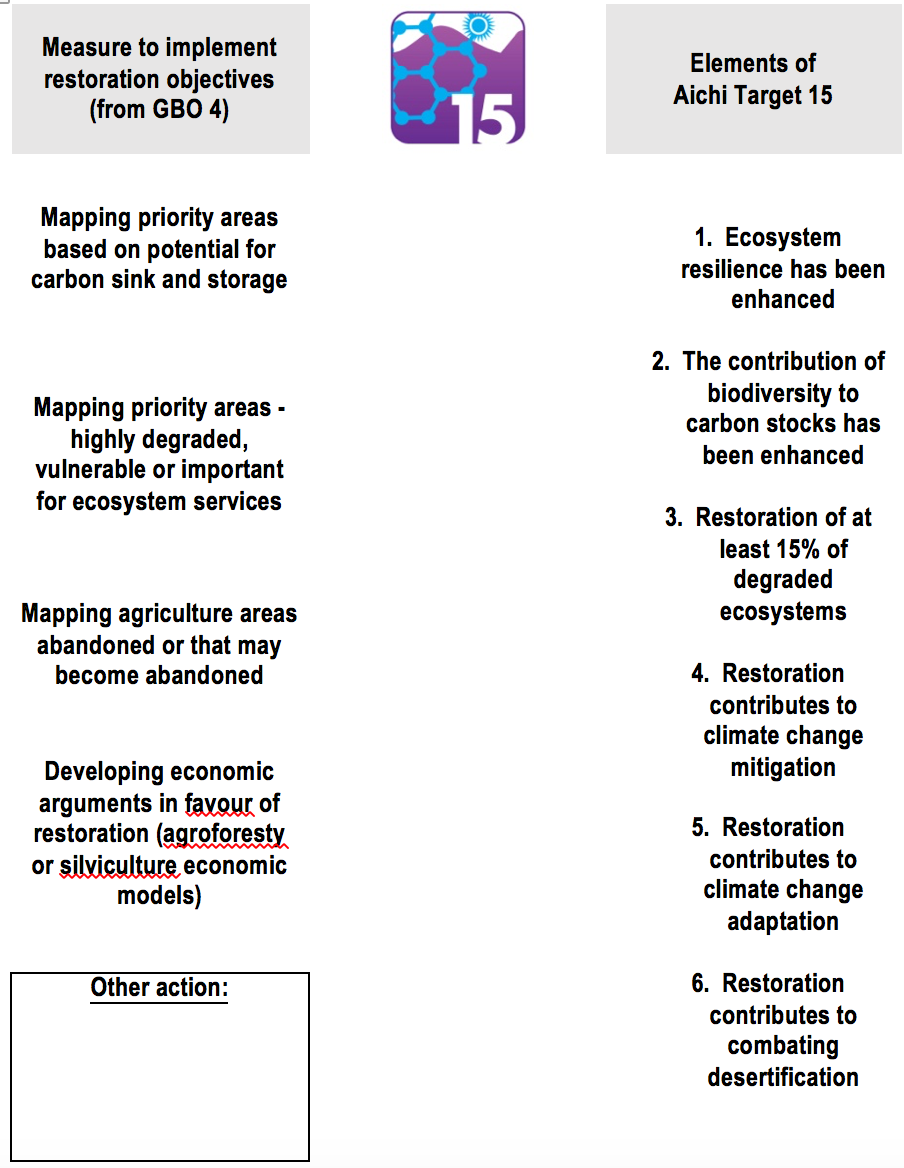 Measure to implement
restoration objectives
(from GBO 4)
15
Elements of
Aichi Target 15
Mapping priority areas
based on potential for
carbon sink and storage
Mapping priority areas -
highly degraded,
vulnerable or important
for ecosystem services
Mapping agriculture areas
abandoned or that may
become abandoned
Developing economic
arguments in favour of
restoration (agroforesty
or silviculture economic
models)
Other action:
1. Ecosystem
resilience has been
enhanced
2. The contribution of
biodiversity to
carbon stocks has
been enhanced
3. Restoration of at
least 15% of
degraded
ecosystems
4. Restoration
contributes to
climate change
mitigation
5. Restoration
contributes to
climate change
adaptation
6. Restoration
contributes to
combating
desertification